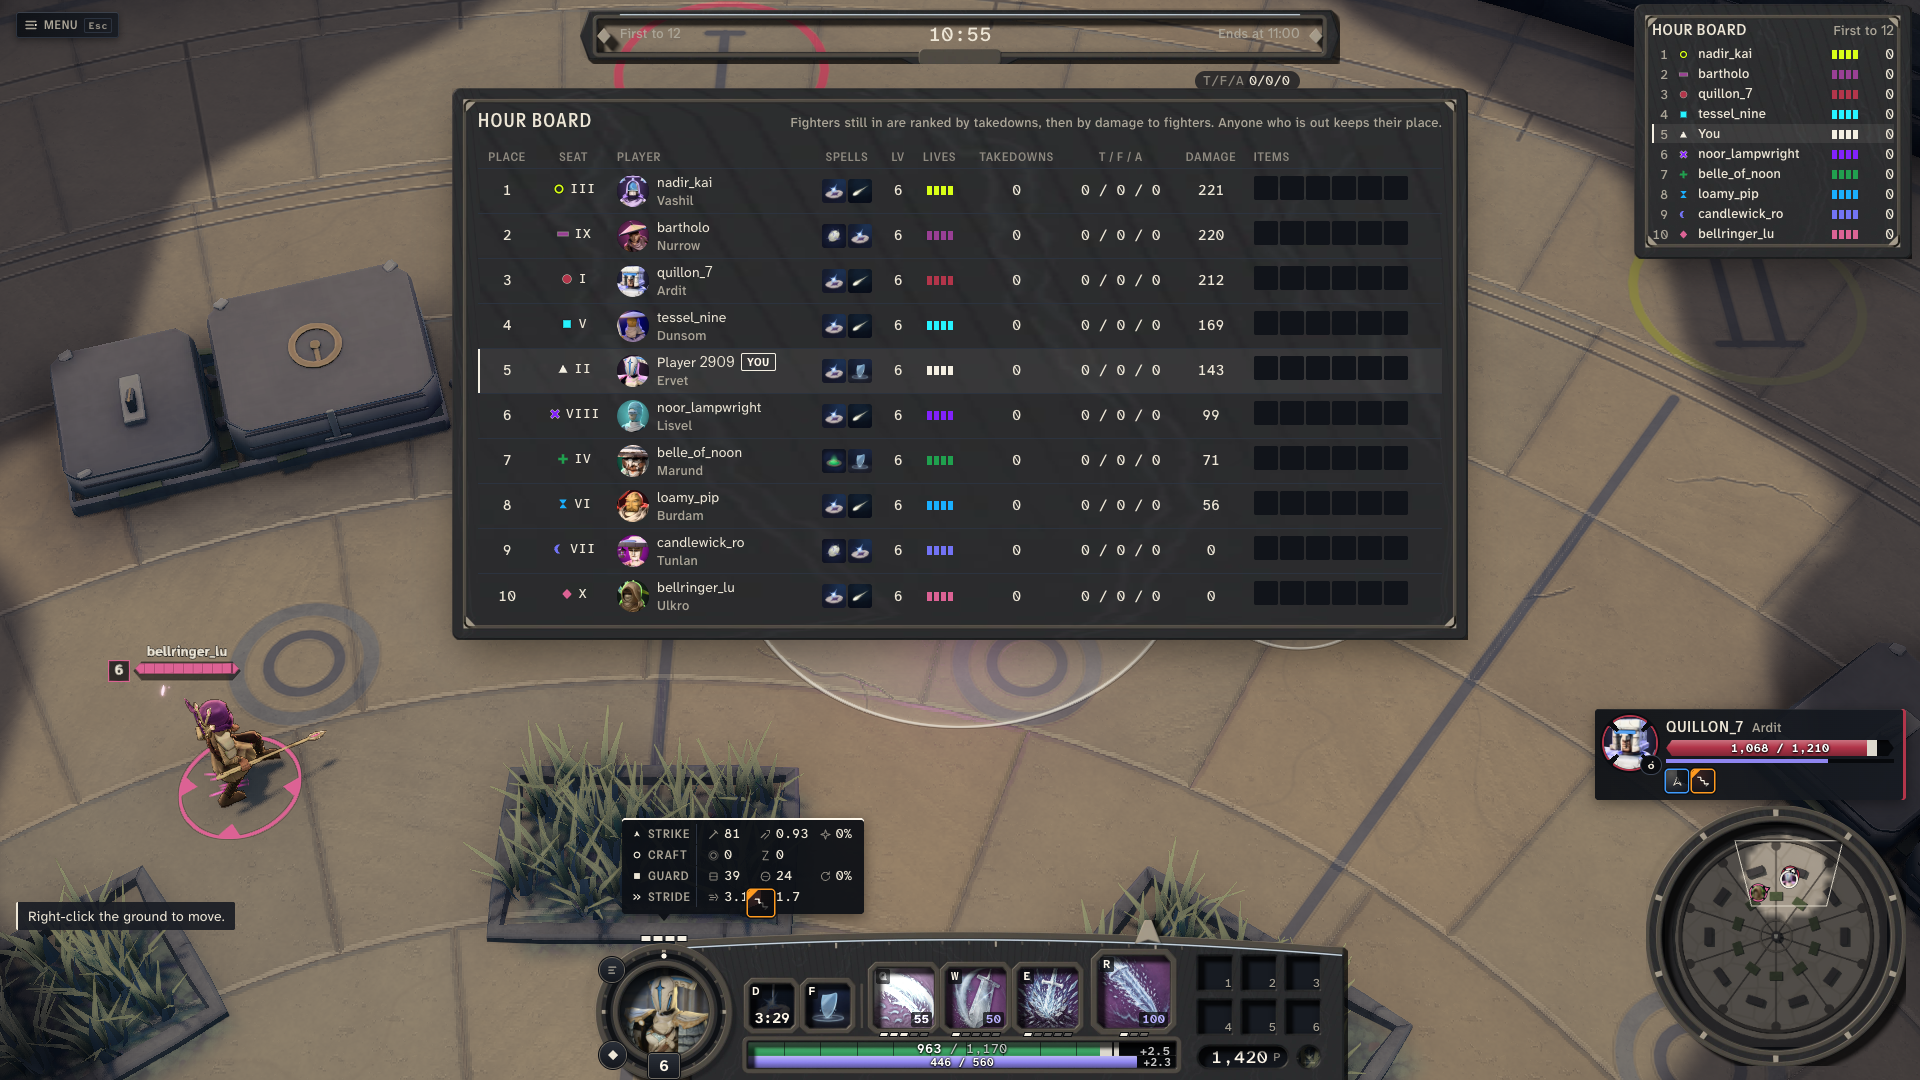 MENU Esc
First to 12 10:55 Ends at 11:00
T/F/A 0/0/0
HOUR BOARD First to 12
1 nadir_kai 0
2 bartholo 0
3 quillon_7 0
4 tessel_nine 0
5 You 0
6 noor_lampwright 0
7 belle_of_noon 0
8 loamy_pip 0
9 candlewick_ro 0
10 bellringer_lu 0
HOUR BOARD Fighters still in are ranked by takedowns, then by damage to fighters. Anyone who is out keeps their place.
PLACE SEAT PLAYER SPELLS LV LIVES TAKEDOWNS T / F / A DAMAGE ITEMS
1 III nadir_kai 6 0 0 / 0 / 0 221
Vashil
2 IX bartholo 6 0 0 / 0 / 0 220
Nurrow
3 I quillon_7 6 0 0 / 0 / 0 212
Ardit
4 V tessel_nine 6 0 0 / 0 / 0 169
Dunsom
5 II Player 2909 YOU 6 0 0 / 0 / 0 143
Ervet
6 VIII noor_lampwright 6 0 0 / 0 / 0 99
Lisvel
7 IV belle_of_noon 6 0 0 / 0 / 0 71
Marund
8 VI loamy_pip 6 0 0 / 0 / 0 56
Burdam
9 VII candlewick_ro 6 0 0 / 0 / 0 0
Tunlan
10 X bellringer_lu 6 0 0 / 0 / 0 0
Ulkro
bellringer_lu
6
QUILLON_7 Ardit
1,068 / 1,210
STRIKE 81 0.93 0%
CRAFT 0 0
GUARD 39 24 0%
STRIDE 3.1 1.7
Right-click the ground to move.
D 3:29 F 55 W 50 E R 100
1 2 3
4 5 6
963 / 1,170 +2.5
446 / 560 +2.3
6
1,420 P